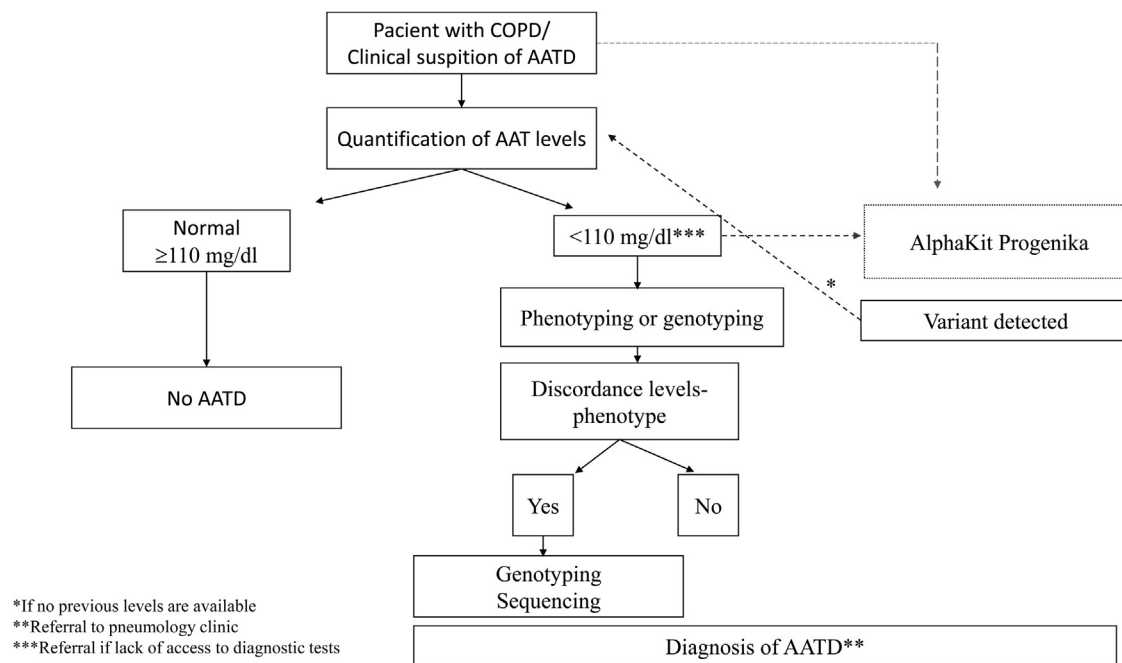 Pacient with COPD/
Clinical suspition of AATD
Quantification of AAT levels
Normal
≥110 mg/dl
<110 mg/dl***
AlphaKit Progenika
*
Phenotyping or genotyping
Variant detected
No AATD
Discordance levels-
phenotype
Yes
No
Genotyping
Sequencing
*If no previous levels are available
**Referral to pneumology clinic
***Referral if lack of access to diagnostic tests
Diagnosis of AATD**